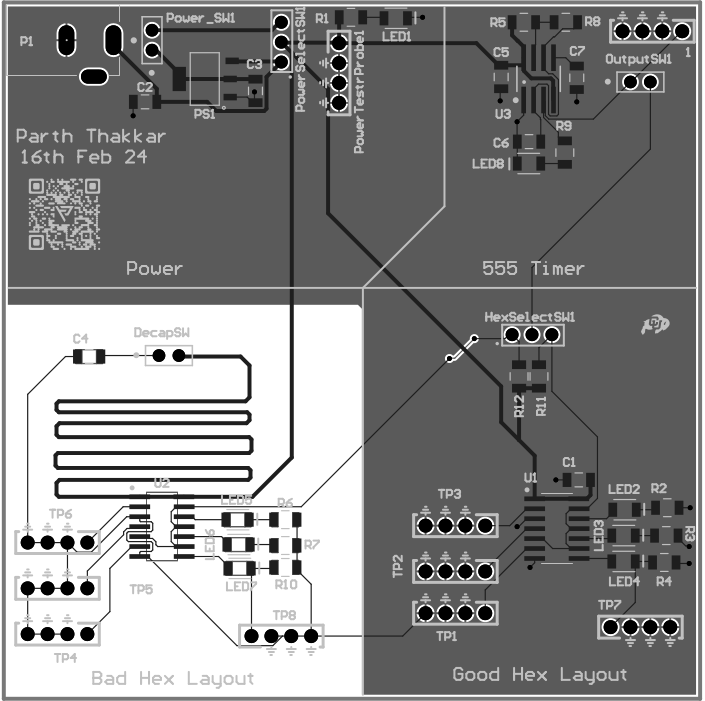 P1
Power_SW1
R1
LED1
PowerSelectSW1
PowerTestrProbe1
R5
R8
1
OutputSW1
C5
C7
C3
C2
PS1
U3
R9
C6
LED8
Parth Thakkar
16th Feb 24
Power
555 Timer
HexSelectSW1
DecapSW
C4
R12
R11
U2
U1
C1
TP6
TP5
TP4
LED5
R6
LED6
R7
LED7
R10
TP8
TP3
TP2
TP1
LED2
R2
LED3
R3
LED4
R4
TP7
Bad Hex Layout
Good Hex Layout